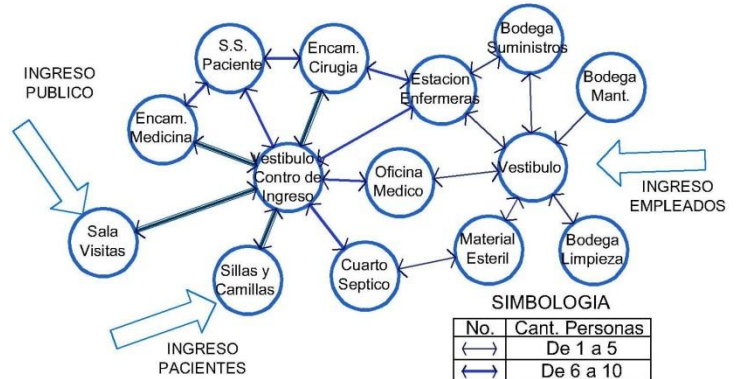 INGRESO
PUBLICO
S.S.
Paciente
Encam.
Cirugia
Bodega
Suministros
Estacion
Enfermeras
Bodega
Mant.
Encam.
Medicina
Vestibulo
Contro de
Ingreso
Oficina
Medico
Vestibulo
INGRESO
EMPLEADOS
Sala
Visitas
Sillas y
Camillas
Cuarto
Septico
Material
Esteril
Bodega
Limpieza
INGRESO
PACIENTES
SIMBOLOGIA
No. Cant. Personas
De 1 a 5
De 6 a 10